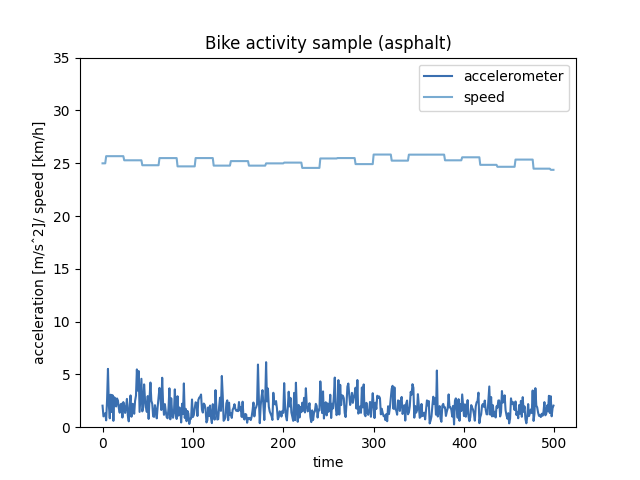 Bike activity sample (asphalt)
accelerometer
speed
35
30
25
20
15
10
5
0
acceleration [m/sˆ2]/ speed [km/h]
0 100 200 300 400 500
time